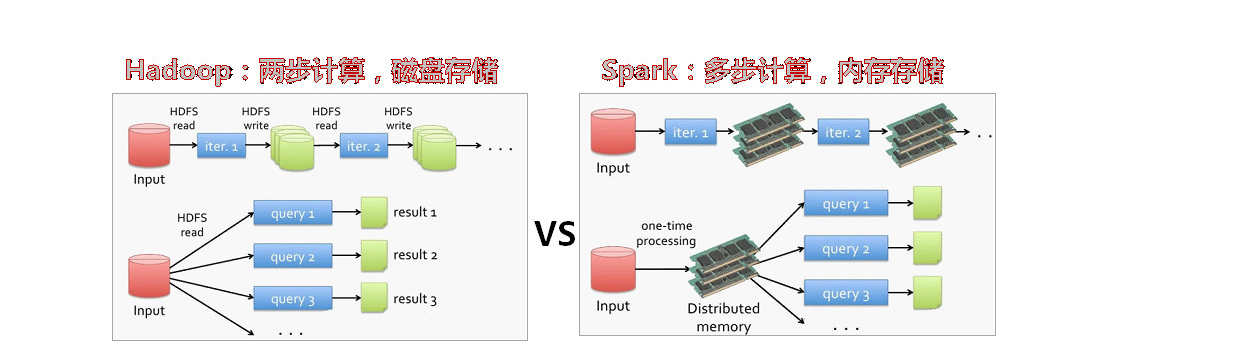 Hadoop：两步计算，磁盘存储
HDFS
read
HDFS
write
HDFS
read
HDFS
write
iter. 1
iter. 2
. . .
Input
HDFS
read
query 1
result 1
query 2
result 2
query 3
result 3
Input
. . .
VS
Spark：多步计算，内存存储
iter. 1
iter. 2
. .
Input
one-time
processing
query 1
query 2
query 3
Input
Distributed
memory
. . .